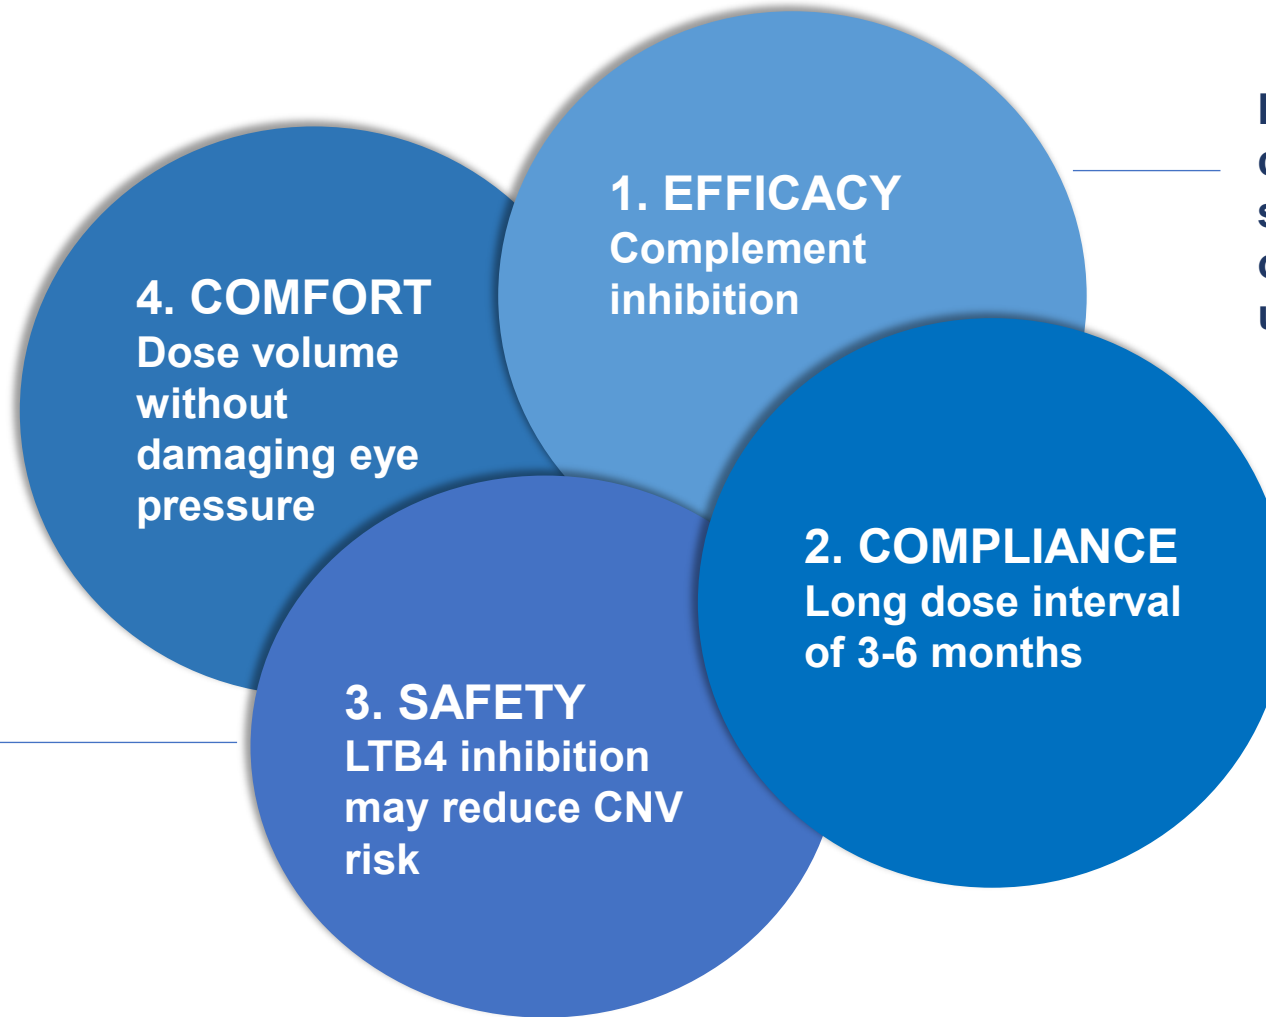 1. EFFICACY
Complement
inhibition
2. COMPLIANCE
Long dose interval
of 3-6 months
3. SAFETY
LTB4 inhibition
may reduce CNV
risk
4. COMFORT
Dose volume
without
damaging eye
pressure